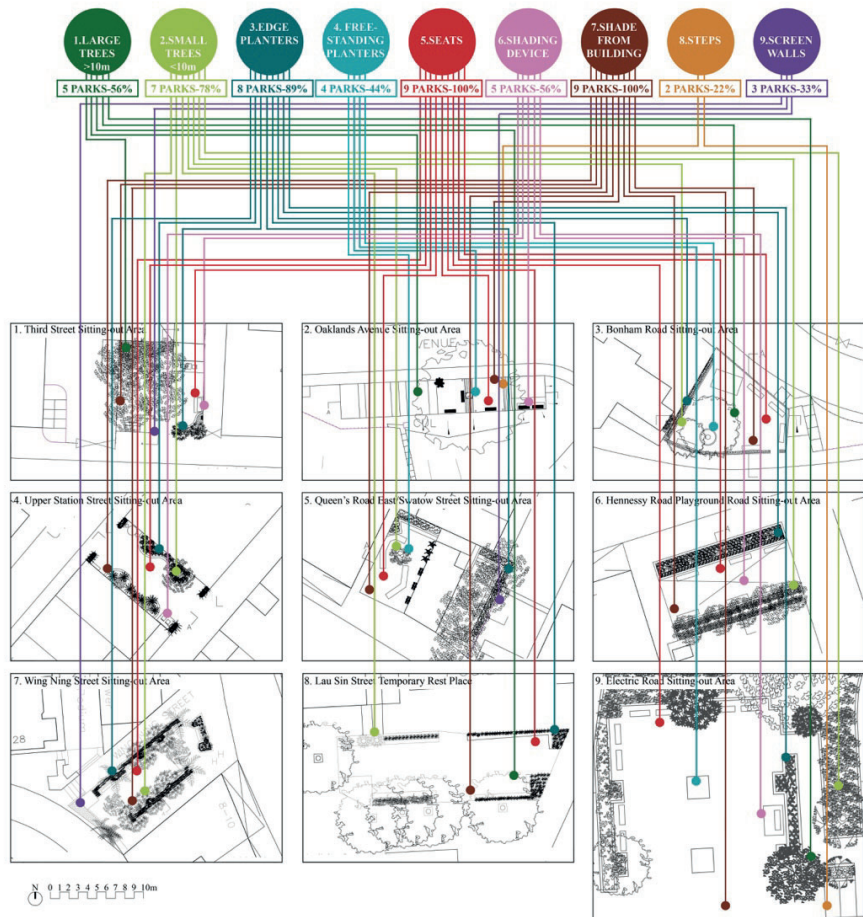 1.LARGE
TREES
>10m
2.SMALL
TREES
<10m
3.EDGE
PLANTERS
4. FREE-
STANDING
PLANTERS
5.SEATS
6.SHADING
DEVICE
7.SHADE
FROM
BUILDING
8.STEPS
9.SCREEN
WALLS
5 PARKS-56%
7 PARKS-78%
8 PARKS-89%
4 PARKS-44%
9 PARKS-100%
5 PARKS-56%
9 PARKS-100%
2 PARKS-22%
3 PARKS-33%
1. Third Street Sitting-out Area
2. Oaklands Avenue Sitting-out Area
VENUE
3. Bonham Road Sitting-out Area
4. Upper Station Street Sitting-out Area
5. Queen's Road East Swatow Street Sitting-out Area
6. Hennessy Road Playground Road Sitting-out Area
7. Wing Ning Street Sitting-out Area
STREET
28
8-10
8. Lau Sin Street Temporary Rest Place
9. Electric Road Sitting-out Area
N
0 1 2 3 4 5 6 7 8 9 10m